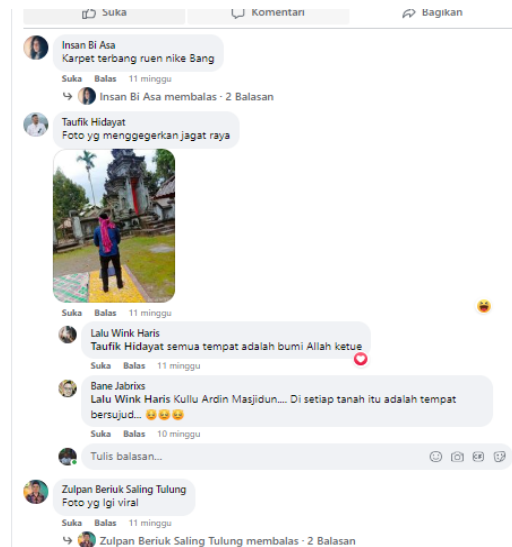 Suka Komentari Bagikan
Insan Bi Asa
Karpet terbang ruen nike Bang
Suka Balas 11 minggu
Insan Bi Asa membalas · 2 Balasan
Taufik Hidayat
Foto yg menggegerkan jagat raya
Suka Balas 11 minggu
Lalu Wink Haris
Taufik Hidayat semua tempat adalah bumi Allah ketue
Suka Balas 11 minggu
Bane Jabrixs
Lalu Wink Haris Kullu Ardin Masjidun.... Di setiap tanah itu adalah tempat
bersujud... 😄😄😄
Suka Balas 10 minggu
Tulis balasan...
Zulpan Beriuk Saling Tulung
Foto yg lgi viral
Suka Balas 11 minggu
Zulpan Beriuk Saling Tulung membalas · 2 Balasan